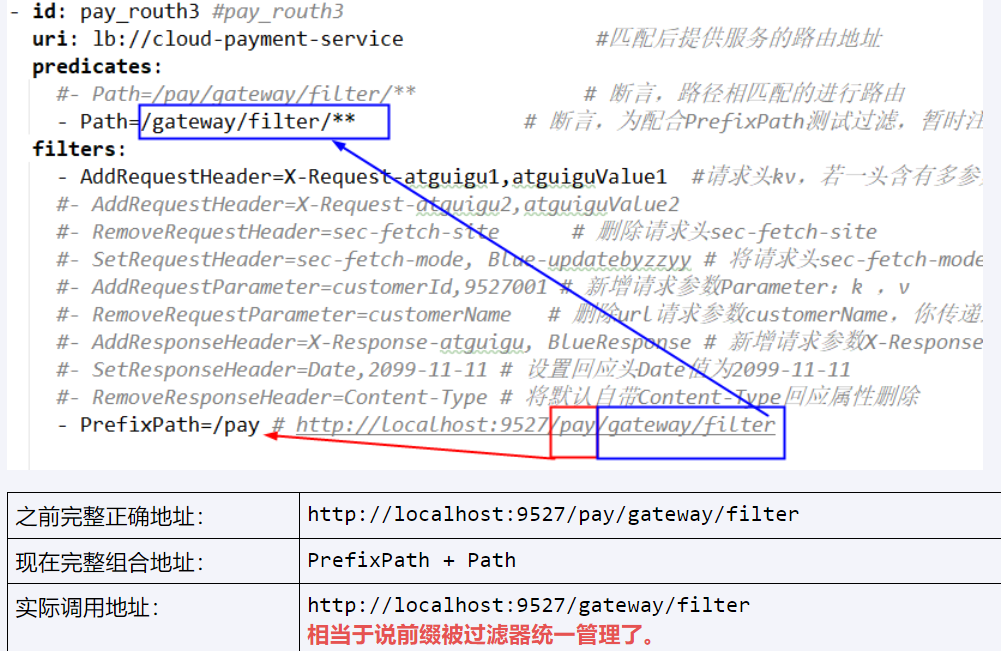 - id: pay_routh3 #pay_routh3
uri: lb://cloud-payment-service #匹配后提供服务的路由地址
predicates:
#- Path=/pay/gateway/filter/** # 断言，路径相匹配的进行路由
- Path=/gateway/filter/** # 断言，为配合PrefixPath测试过滤，暂时注
filters:
- AddRequestHeader=X-Request-atguigu1,atguiguValue1 #请求头kv，若一头含有多参
#- AddRequestHeader=X-Request-atguigu2,atguiguValue2
#- RemoveRequestHeader=sec-fetch-site # 删除请求头sec-fetch-site
#- SetRequestHeader=sec-fetch-mode, Blue-updatebyzzyy # 将请求头sec-fetch-mode
#- AddRequestParameter=customerId,9527001 # 新增请求参数Parameter：k ，v
#- RemoveRequestParameter=customerName # 删除url请求参数customerName，你传递
#- AddResponseHeader=X-Response-atguigu, BlueResponse # 新增请求参数X-Response
#- SetResponseHeader=Date,2099-11-11 # 设置回应头Date值为2099-11-11
#- RemoveResponseHeader=Content-Type # 将默认自带Content-Type回应属性删除
- PrefixPath=/pay # http://localhost:9527/pay/gateway/filter
之前完整正确地址： http://localhost:9527/pay/gateway/filter
现在完整组合地址： PrefixPath + Path
实际调用地址： http://localhost:9527/gateway/filter
相当于说前缀被过滤器统一管理了。